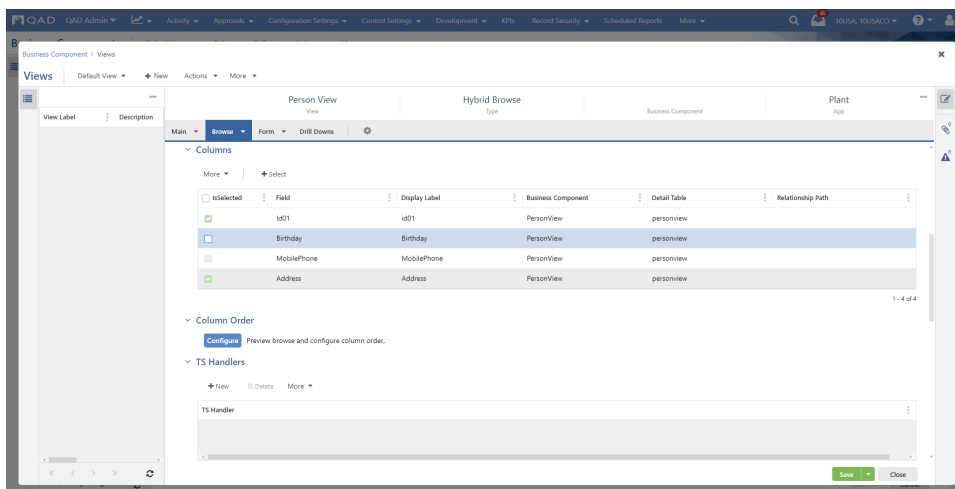 QAD QAD Admin Activity Approvals Configuration Settings Control Settings Development KPIs Record Security Scheduled Reports More 10USA, 10USACO
Business Component > Views
Views Default View + New Actions More
Person View Hybrid Browse Plant
View Type Business Component App
View Label Description
Main Browse Form Drill Downs
Columns
More + Select
IsSelected Field Display Label Business Component Detail Table Relationship Path
Id01 id01 PersonView personview
Birthday Birthday PersonView personview
MobilePhone MobilePhone PersonView personview
Address Address PersonView personview
1 - 4 of 4
Column Order
Configure Preview browse and configure column order.
TS Handlers
+ New Delete More
TS Handler
Save Close